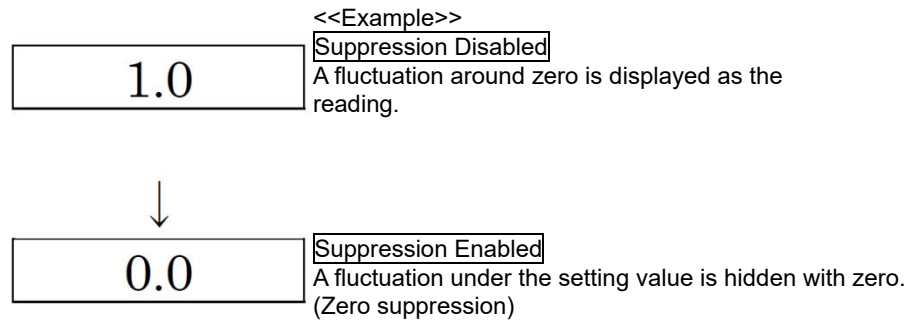 <<Example>>
Suppression Disabled
1.0
A fluctuation around zero is displayed as the
reading.
↓
Suppression Enabled
0.0
A fluctuation under the setting value is hidden with zero.
(Zero suppression)